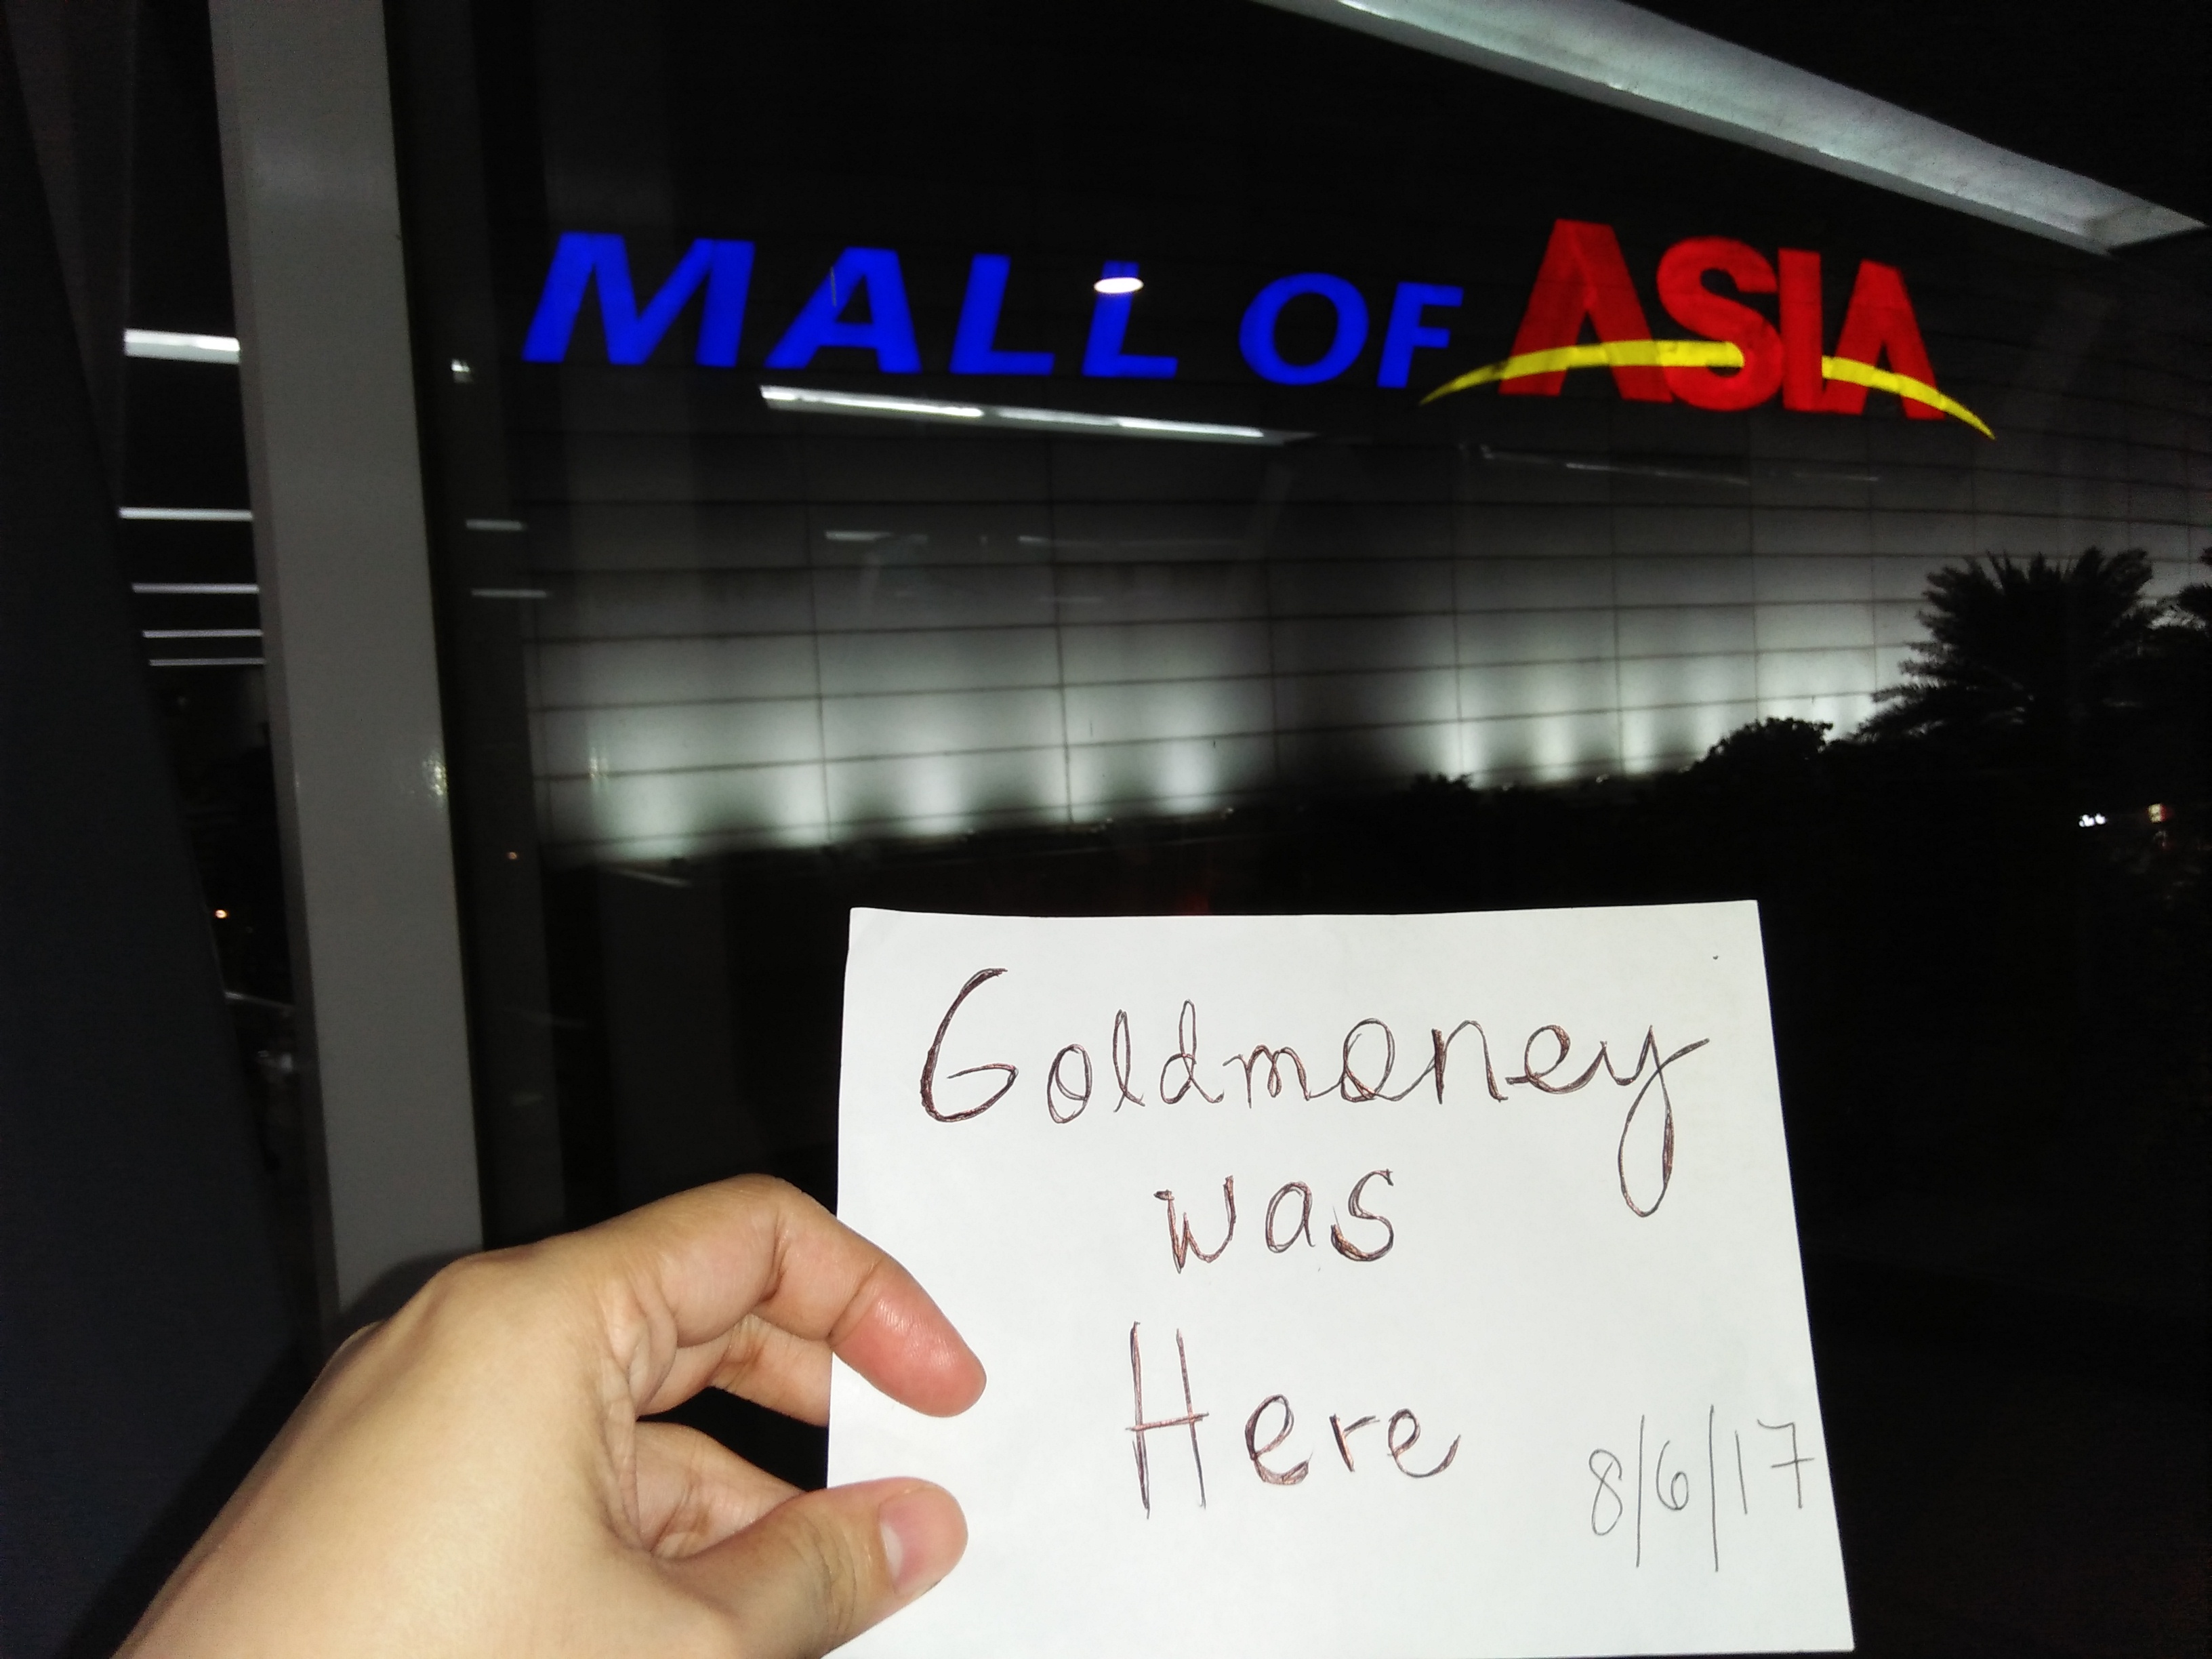 MALL OF ASIA
Goldmoney
was
Here
8/6/17